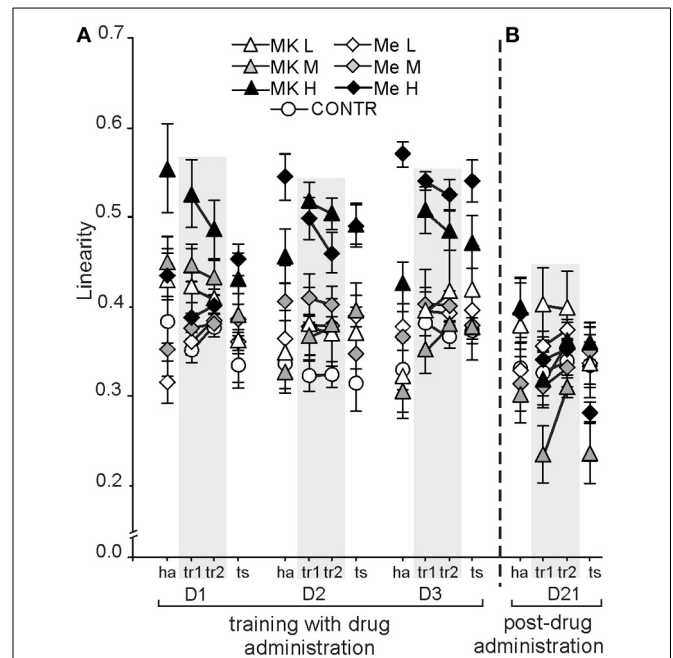 A
B
0.7
0.6
0.5
0.4
0.3
0.2
0.0
Linearity
MK L
Me L
MK M
Me M
MK H
Me H
CONTR
ha tr1 tr2 ts ha tr1 tr2 ts ha tr1 tr2 ts ha tr1 tr2 ts
D1 D2 D3 D21
training with drug
administration
post-drug
administration